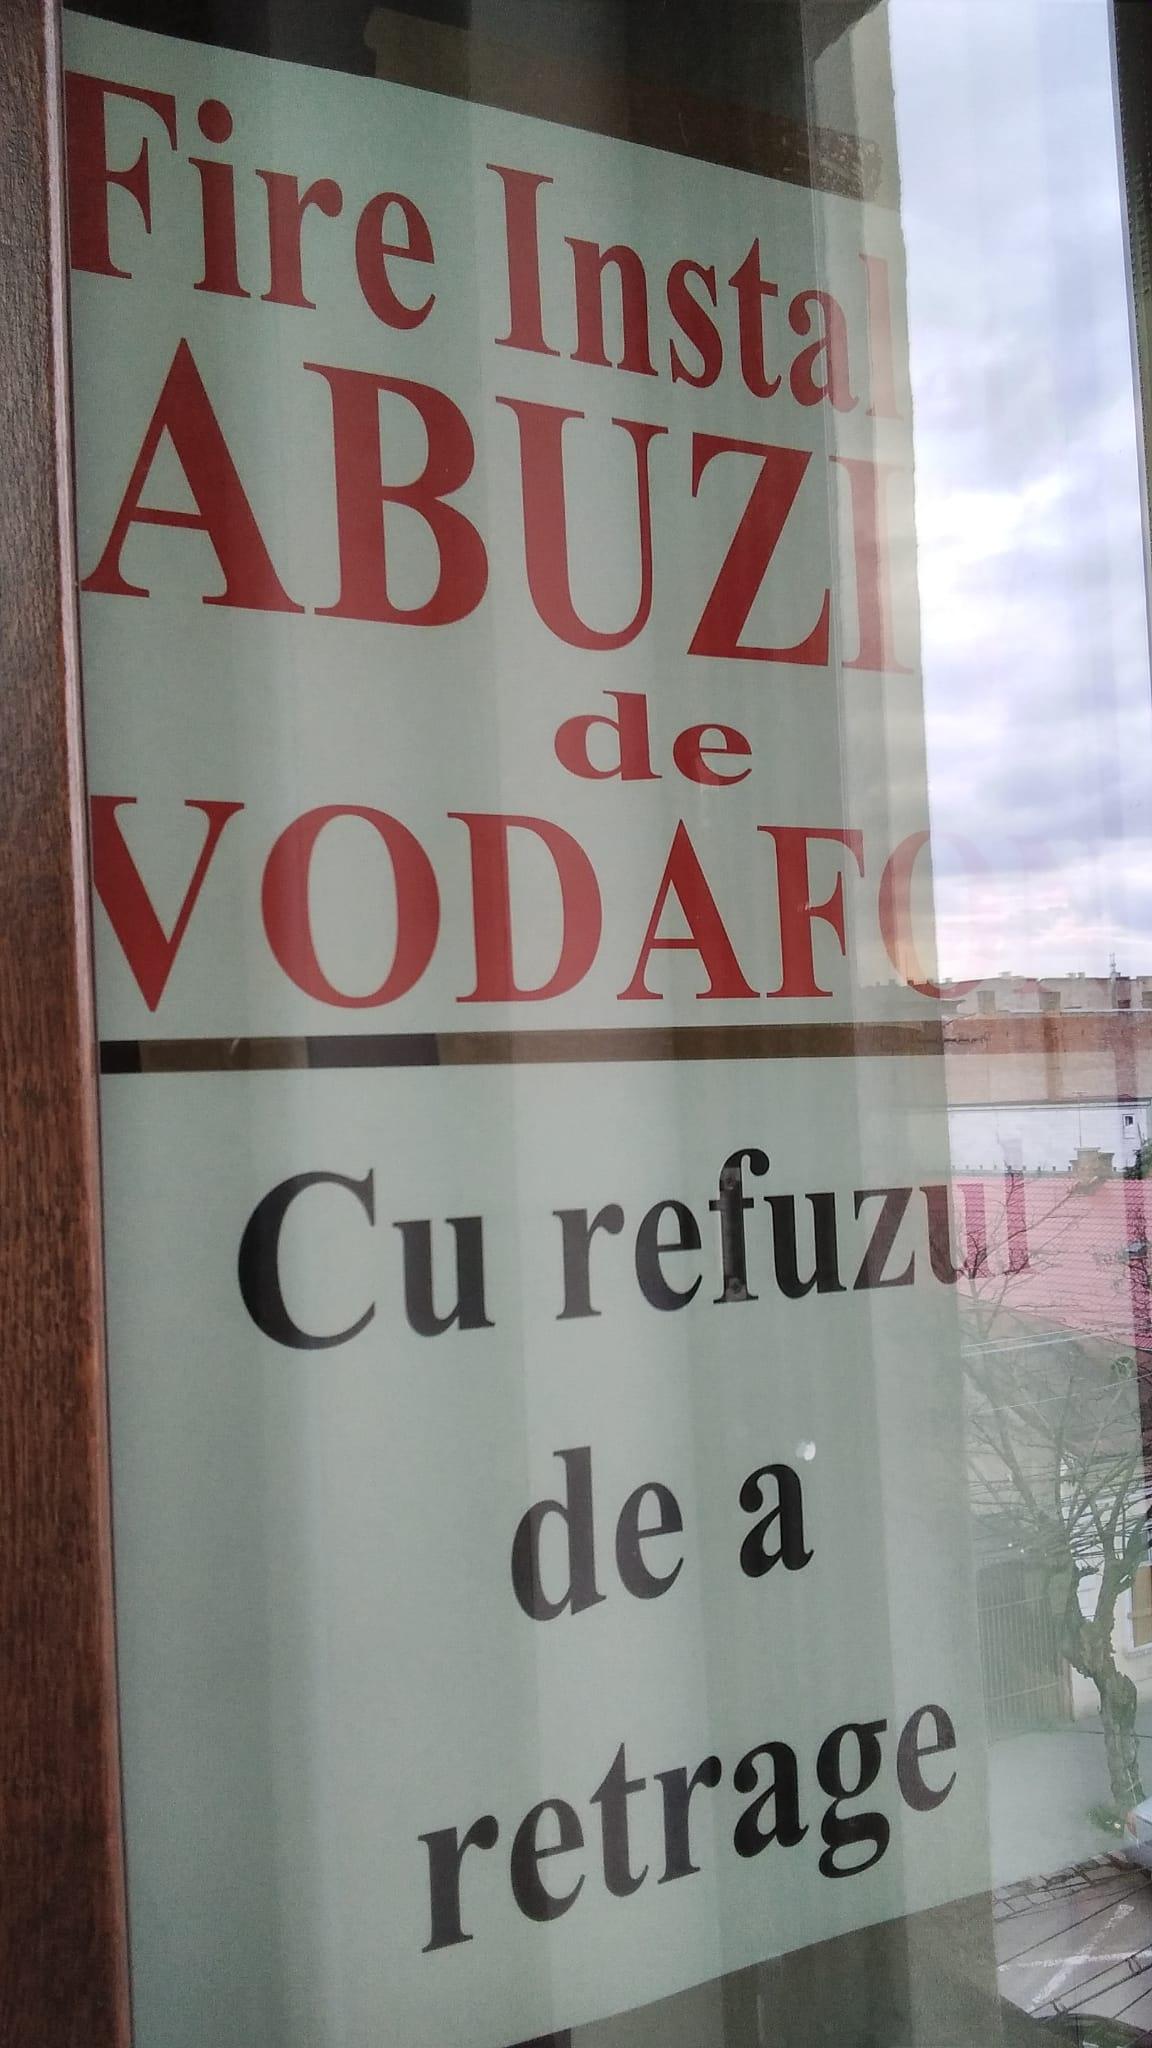 Fire Instal
ABUZI
de
VODAFO
Cu refuzul
de a
retrage